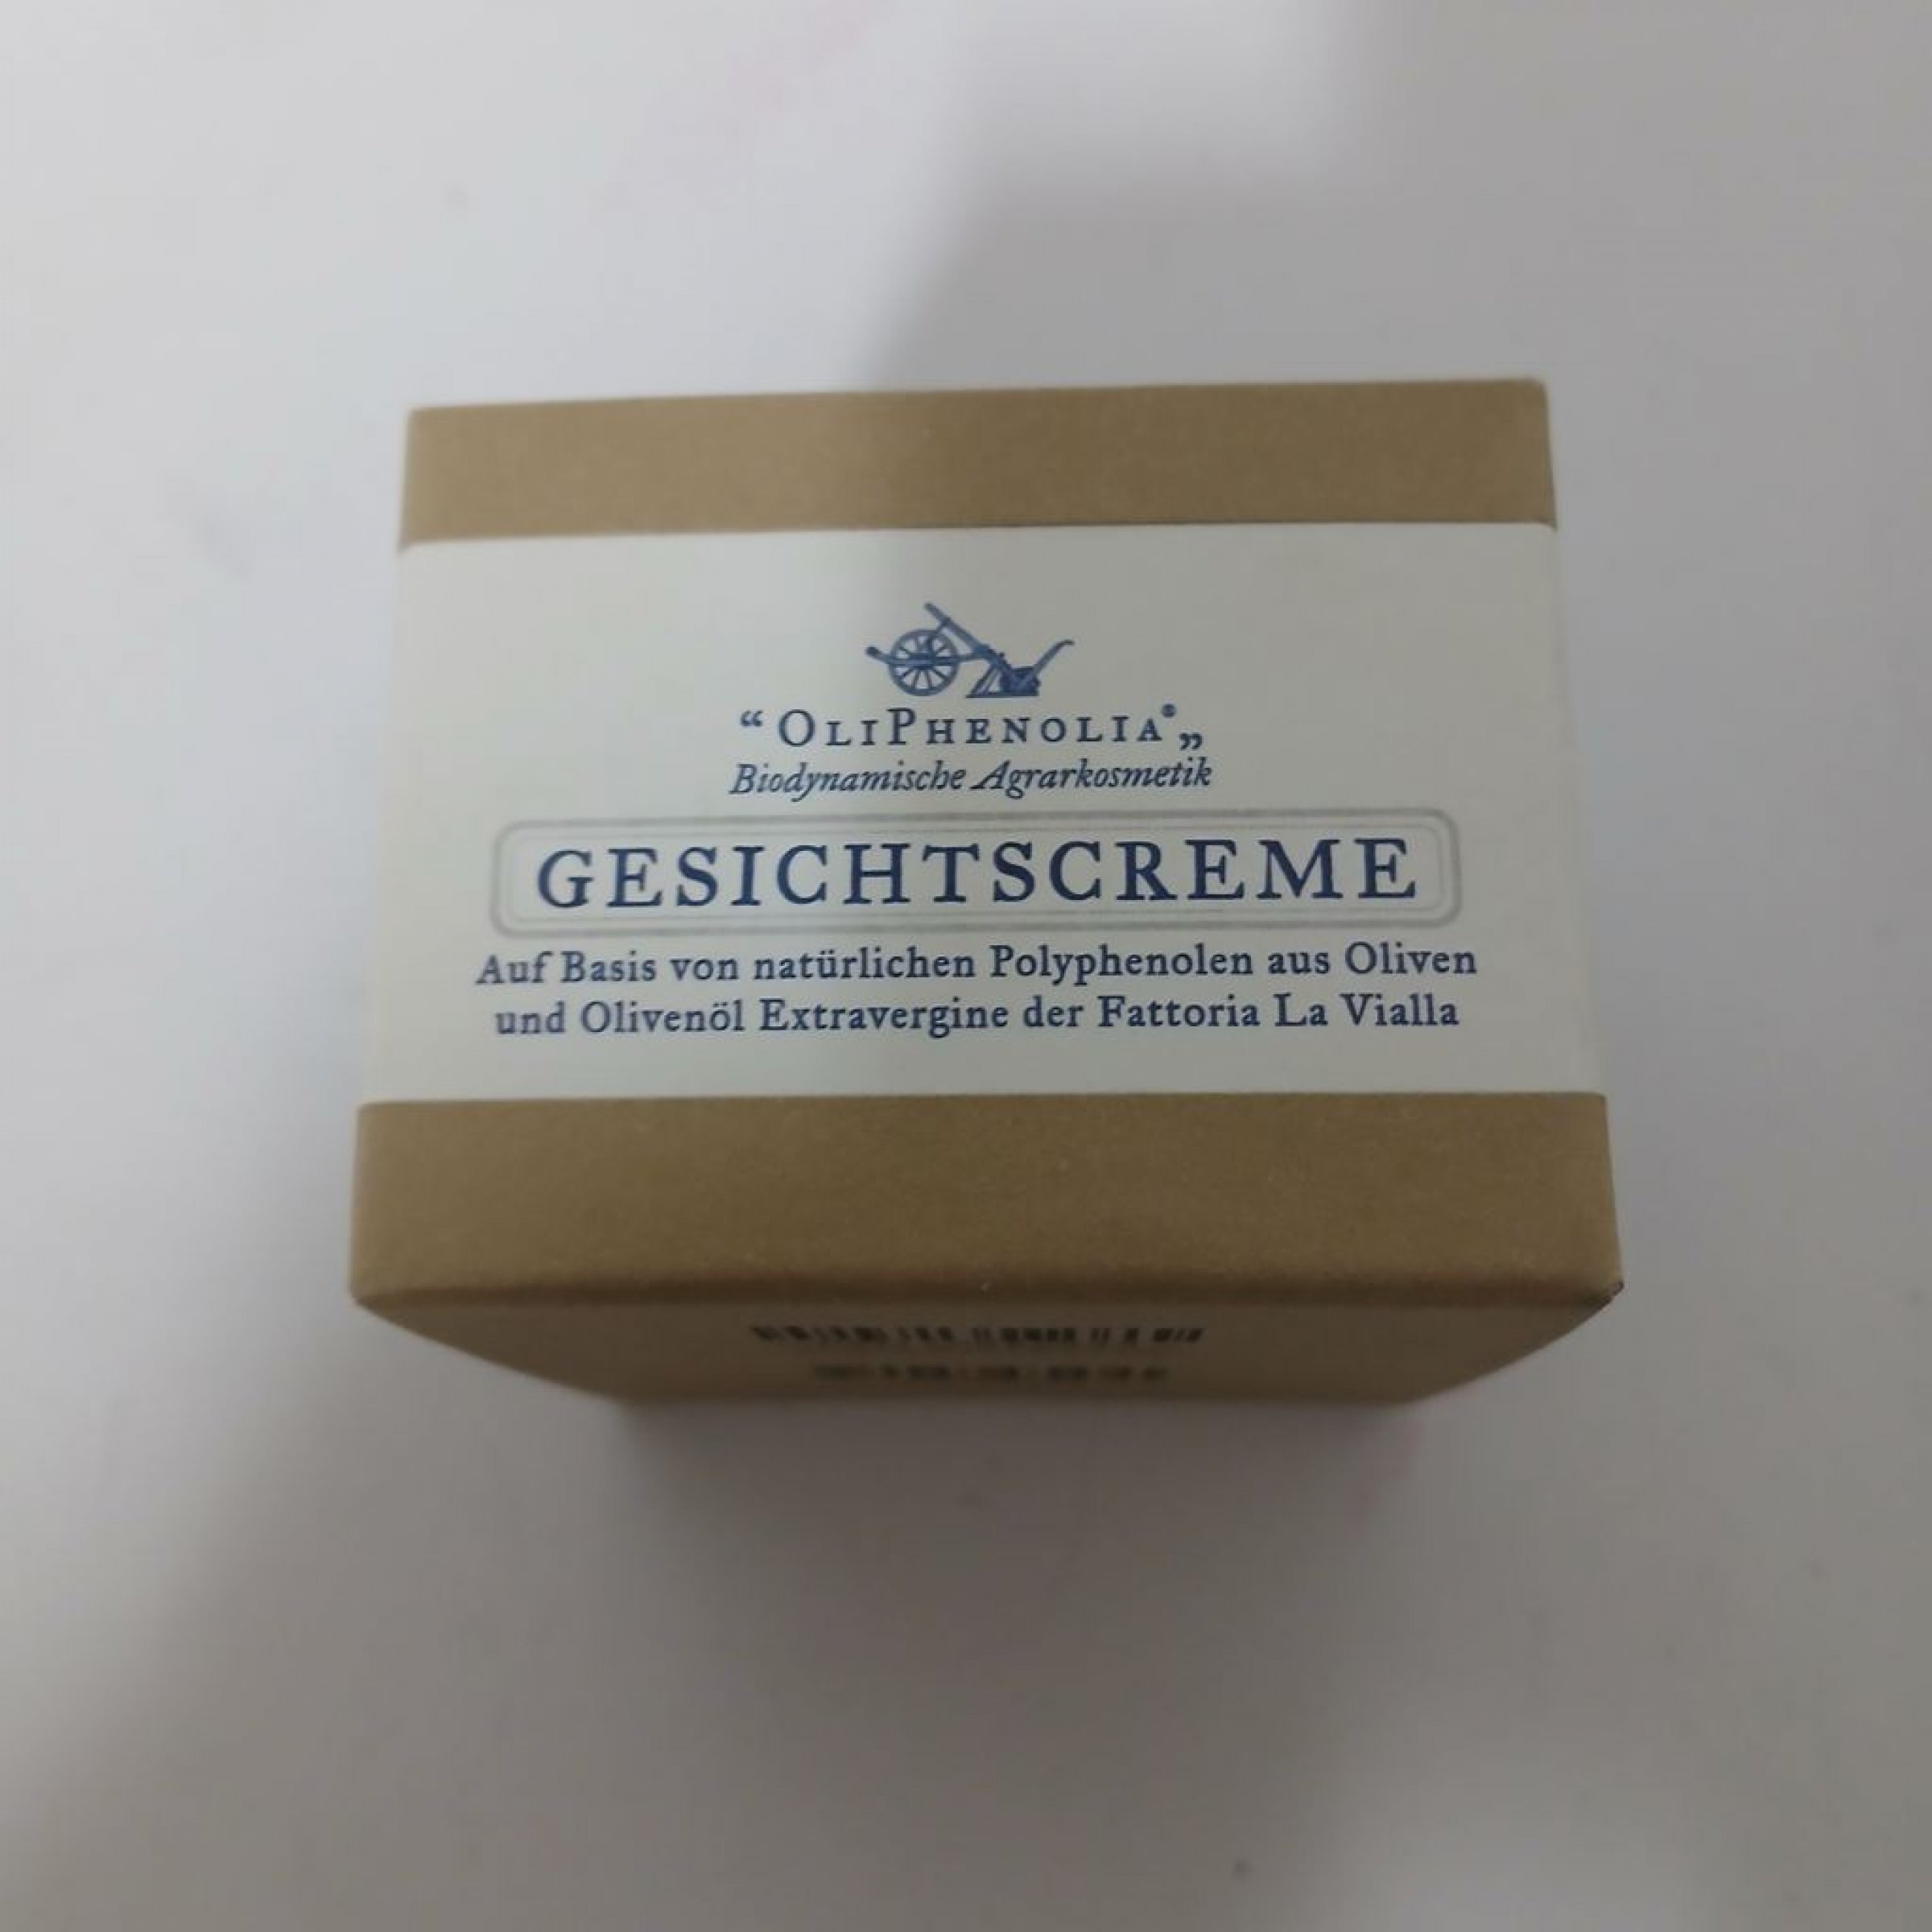 “ OLIPHENOLIA® „
Biodynamische Agrarkosmetik
GESICHTSCREME
Auf Basis von natürlichen Polyphenolen aus Oliven
und Olivenöl Extravergine der Fattoria La Vialla